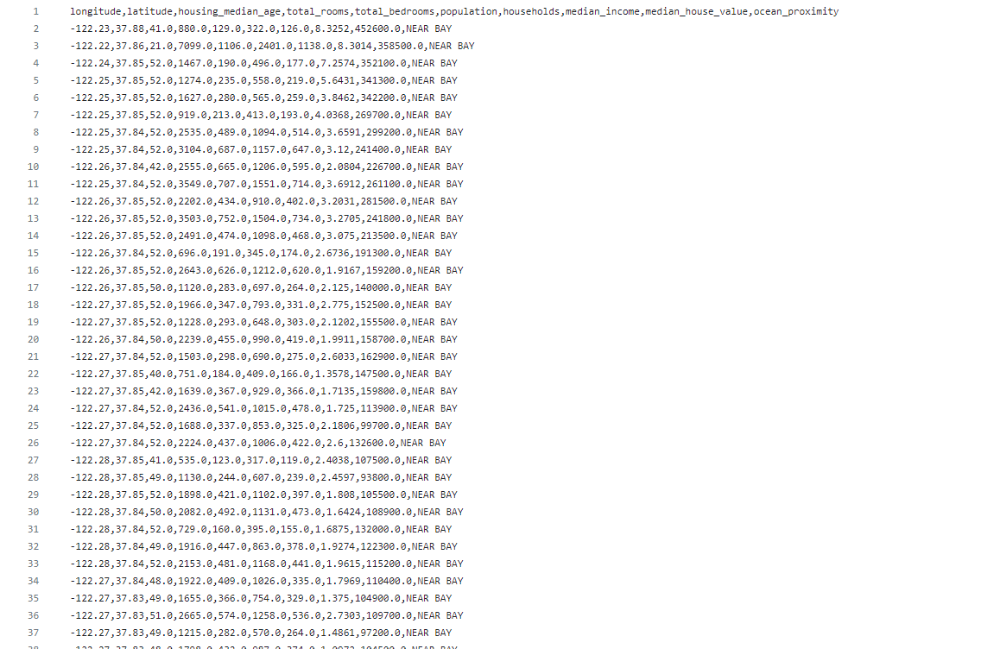 1 longitude,latitude,housing_median_age,total_rooms,total_bedrooms,population,households,median_income,median_house_value,ocean_proximity
2 -122.23,37.88,41.0,880.0,129.0,322.0,126.0,8.3252,452600.0,NEAR BAY
3 -122.22,37.86,21.0,7099.0,1106.0,2401.0,1138.0,8.3014,358500.0,NEAR BAY
4 -122.24,37.85,52.0,1467.0,190.0,496.0,177.0,7.2574,352100.0,NEAR BAY
5 -122.25,37.85,52.0,1274.0,235.0,558.0,219.0,5.6431,341300.0,NEAR BAY
6 -122.25,37.85,52.0,1627.0,280.0,565.0,259.0,3.8462,342200.0,NEAR BAY
7 -122.25,37.85,52.0,919.0,213.0,413.0,193.0,4.0368,269700.0,NEAR BAY
8 -122.25,37.84,52.0,2535.0,489.0,1094.0,514.0,3.6591,299200.0,NEAR BAY
9 -122.25,37.84,52.0,3104.0,687.0,1157.0,647.0,3.12,241400.0,NEAR BAY
10 -122.26,37.84,42.0,2555.0,665.0,1206.0,595.0,2.0804,226700.0,NEAR BAY
11 -122.25,37.84,52.0,3549.0,707.0,1551.0,714.0,3.6912,261100.0,NEAR BAY
12 -122.26,37.85,52.0,2202.0,434.0,910.0,402.0,3.2031,281500.0,NEAR BAY
13 -122.26,37.85,52.0,3503.0,752.0,1504.0,734.0,3.2705,241800.0,NEAR BAY
14 -122.26,37.85,52.0,2491.0,474.0,1098.0,468.0,3.075,213500.0,NEAR BAY
15 -122.26,37.84,52.0,696.0,191.0,345.0,174.0,2.6736,191300.0,NEAR BAY
16 -122.26,37.85,52.0,2643.0,626.0,1212.0,620.0,1.9167,159200.0,NEAR BAY
17 -122.26,37.85,50.0,1120.0,283.0,697.0,264.0,2.125,140000.0,NEAR BAY
18 -122.27,37.85,52.0,1966.0,347.0,793.0,331.0,2.775,152500.0,NEAR BAY
19 -122.27,37.85,52.0,1228.0,293.0,648.0,303.0,2.1202,155500.0,NEAR BAY
20 -122.26,37.84,50.0,2239.0,455.0,990.0,419.0,1.9911,158700.0,NEAR BAY
21 -122.27,37.84,52.0,1503.0,298.0,690.0,275.0,2.6033,162900.0,NEAR BAY
22 -122.27,37.85,40.0,751.0,184.0,409.0,166.0,1.3578,147500.0,NEAR BAY
23 -122.27,37.85,42.0,1639.0,367.0,929.0,366.0,1.7135,159800.0,NEAR BAY
24 -122.27,37.84,52.0,2436.0,541.0,1015.0,478.0,1.725,113900.0,NEAR BAY
25 -122.27,37.84,52.0,1688.0,337.0,853.0,325.0,2.1806,99700.0,NEAR BAY
26 -122.27,37.84,52.0,2224.0,437.0,1006.0,422.0,2.6,132600.0,NEAR BAY
27 -122.28,37.85,41.0,535.0,123.0,317.0,119.0,2.4038,107500.0,NEAR BAY
28 -122.28,37.85,49.0,1130.0,244.0,607.0,239.0,2.4597,93800.0,NEAR BAY
29 -122.28,37.85,52.0,1898.0,421.0,1102.0,397.0,1.808,105500.0,NEAR BAY
30 -122.28,37.84,50.0,2082.0,492.0,1131.0,473.0,1.6424,108900.0,NEAR BAY
31 -122.28,37.84,52.0,729.0,160.0,395.0,155.0,1.6875,132000.0,NEAR BAY
32 -122.28,37.84,49.0,1916.0,447.0,863.0,378.0,1.9274,122300.0,NEAR BAY
33 -122.28,37.84,52.0,2153.0,481.0,1168.0,441.0,1.9615,115200.0,NEAR BAY
34 -122.27,37.84,48.0,1922.0,409.0,1026.0,335.0,1.7969,110400.0,NEAR BAY
35 -122.27,37.83,49.0,1655.0,366.0,754.0,329.0,1.375,104900.0,NEAR BAY
36 -122.27,37.83,51.0,2665.0,574.0,1258.0,536.0,2.7303,109700.0,NEAR BAY
37 -122.27,37.83,49.0,1215.0,282.0,570.0,264.0,1.4861,97200.0,NEAR BAY